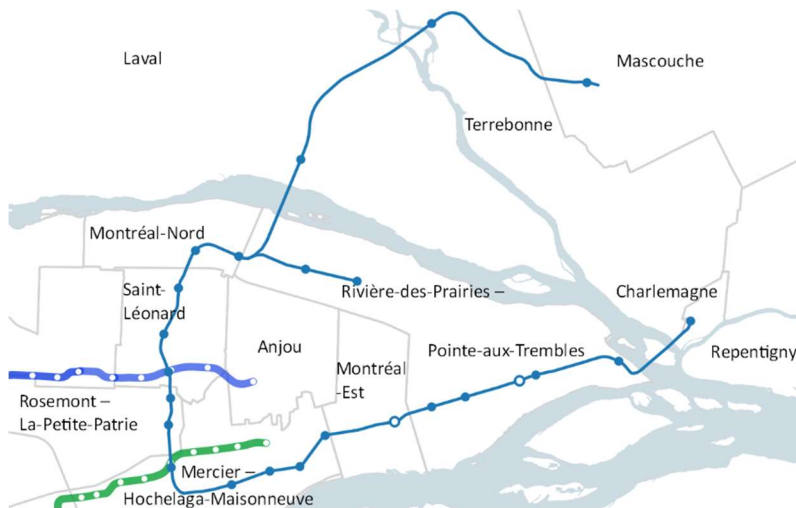 Laval
Mascouche
Terrebonne
Montréal-Nord
Saint-
Léonard
Rivière-des-Prairies –
Charlemagne
Anjou
Pointe-aux-Trembles
Repentigny
Montréal
-Est
Rosemont –
La-Petite-Patrie
Mercier –
Hochelaga-Maisonneuve